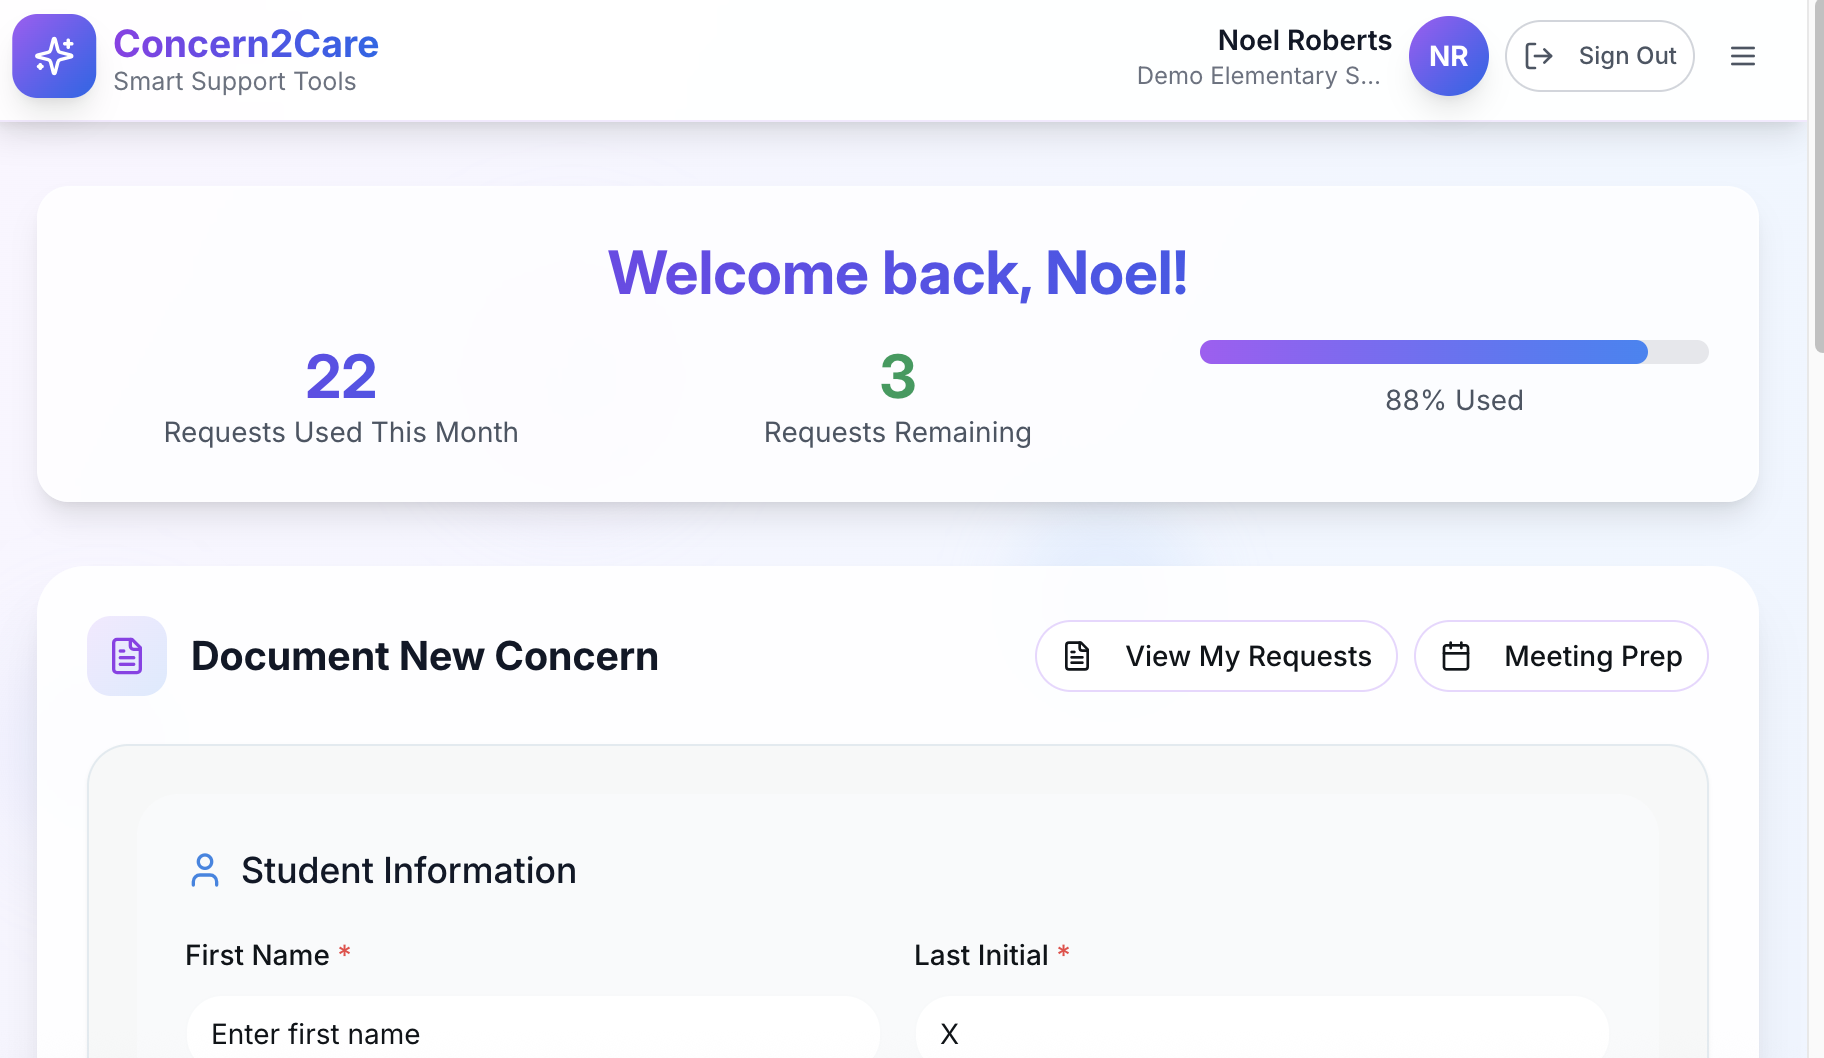 Concern2Care
Smart Support Tools
Noel Roberts
Demo Elementary S...
NR
Sign Out
Welcome back, Noel!
22
Requests Used This Month
3
Requests Remaining
88% Used
Document New Concern
View My Requests
Meeting Prep
Student Information
First Name *
Last Initial *
Enter first name
X